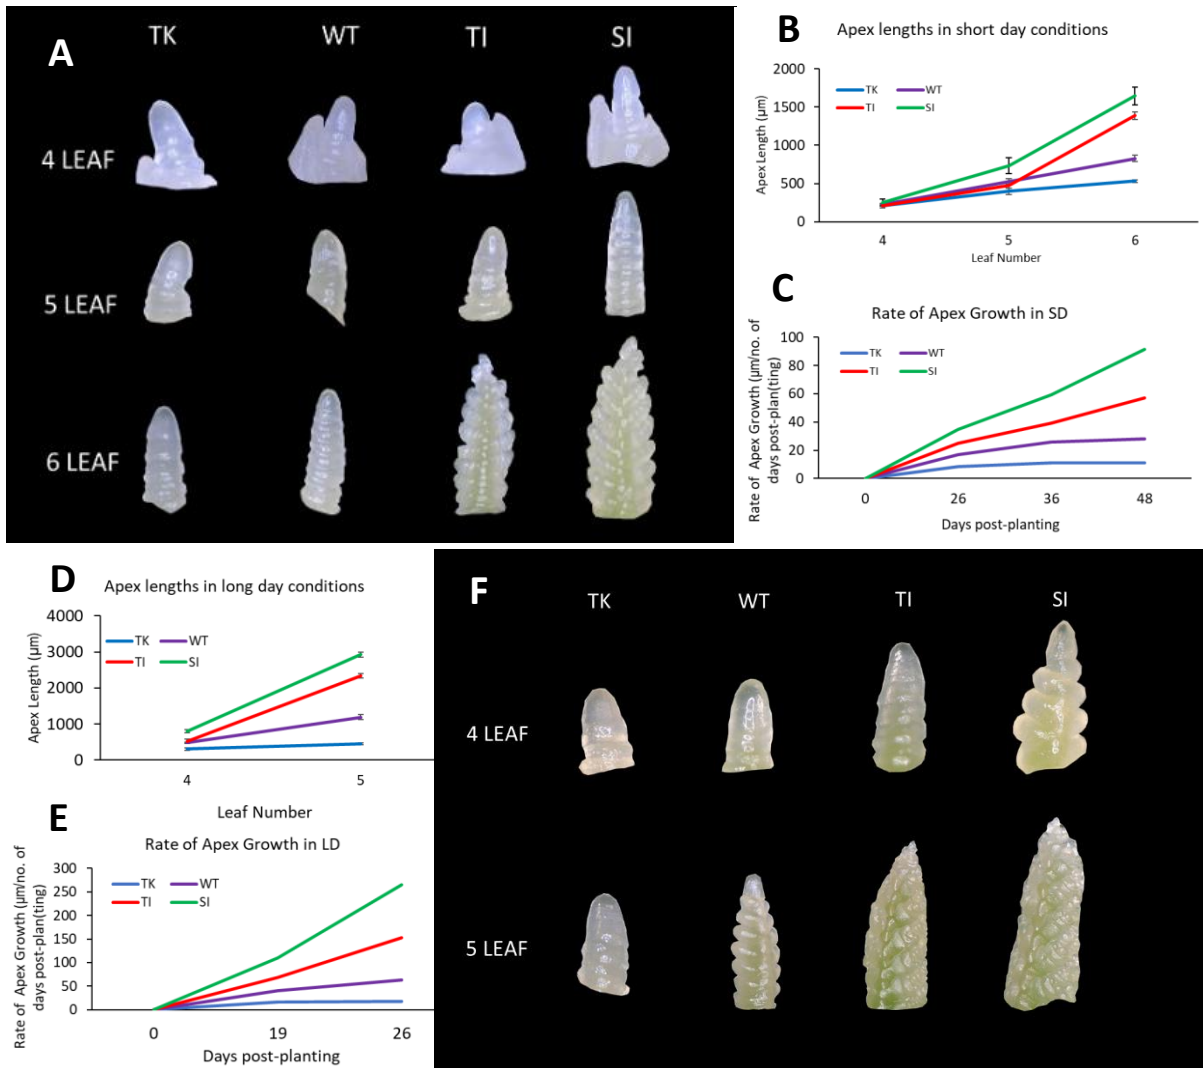 A
TK WT TI SI
4 LEAF
5 LEAF
6 LEAF
B
Apex lengths in short day conditions
Apex Length (µm)
2000
1500
1000
500
0
TK WT
TI SI
4 5 6
Leaf Number
C
Rate of Apex Growth in SD
Rate of Apex Growth (µm/no. of
days post-plan(ting)
100
80
60
40
20
0
TK WT
TI SI
0 26 36 48
Days post-planting
D
Apex lengths in long day conditions
Apex Length (µm)
4000
3000
2000
1000
0
TK WT
TI SI
4 5
Leaf Number
E
Rate of Apex Growth in LD
Rate of Apex Growth (µm/no. of
days post-plan(ting)
300
250
200
150
100
50
0
TK WT
TI SI
0 19 26
Days post-planting
F
TK WT TI SI
4 LEAF
5 LEAF